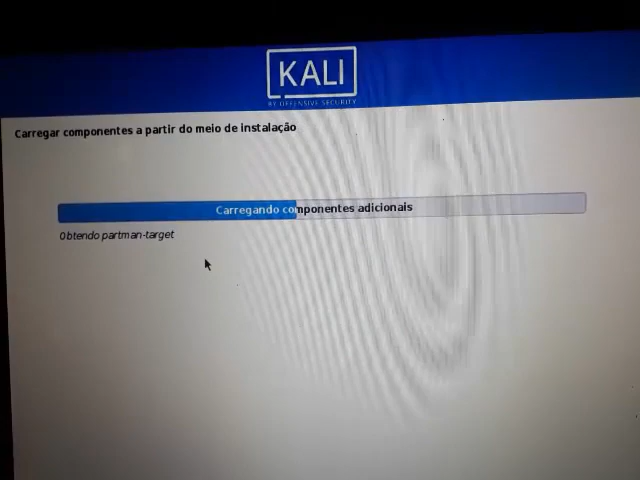 KALI
BY OFFENSIVE SECURITY
Carregar componentes a partir do meio de instalação
Carregando componentes adicionais
Obtendo partman-target